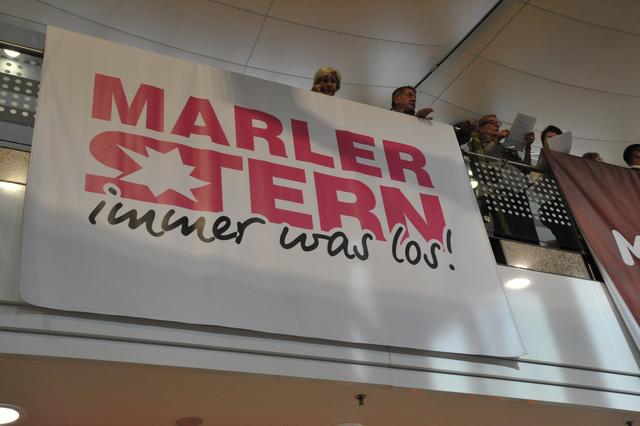 MARLER
STERN
immer was los!
M